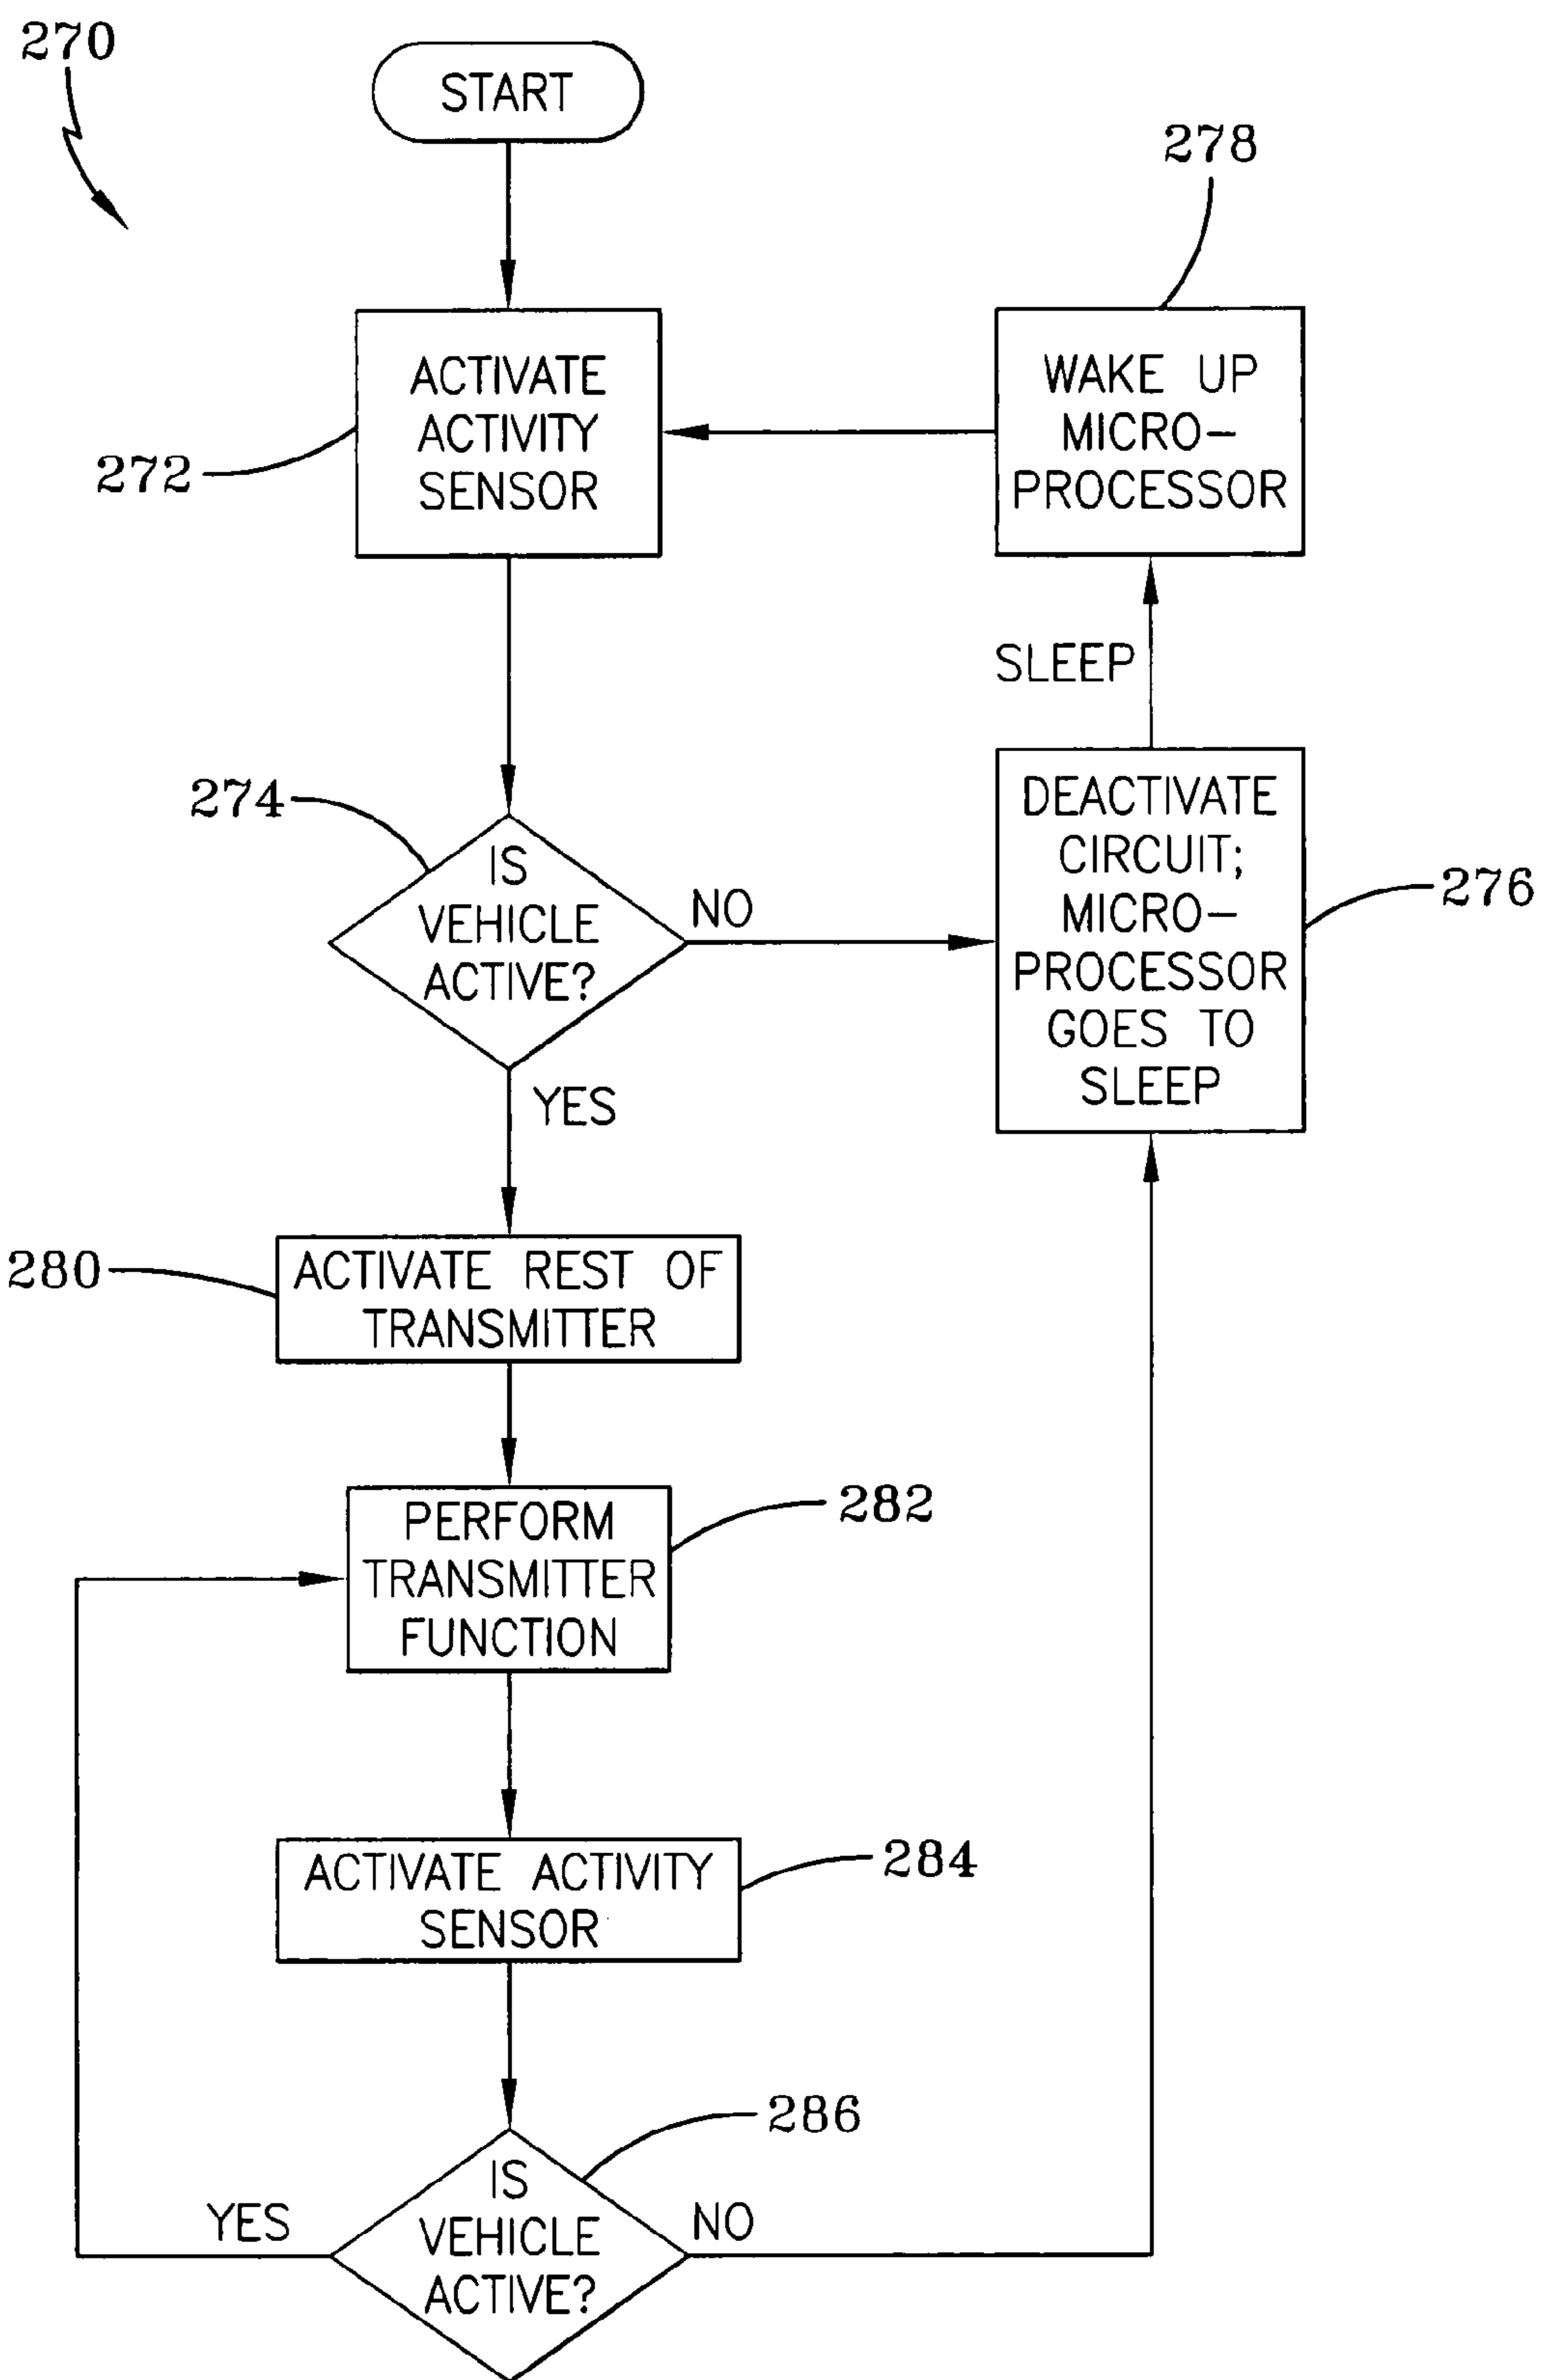 270
START
278
ACTIVATE
ACTIVITY
SENSOR
272
WAKE UP
MICRO-
PROCESSOR
SLEEP
274
IS
VEHICLE
ACTIVE?
NO
YES
DEACTIVATE
CIRCUIT;
MICRO-
PROCESSOR
GOES TO
SLEEP
276
280
ACTIVATE REST OF
TRANSMITTER
PERFORM
TRANSMITTER
FUNCTION
282
ACTIVATE ACTIVITY
SENSOR
284
286
IS
VEHICLE
ACTIVE?
YES
NO